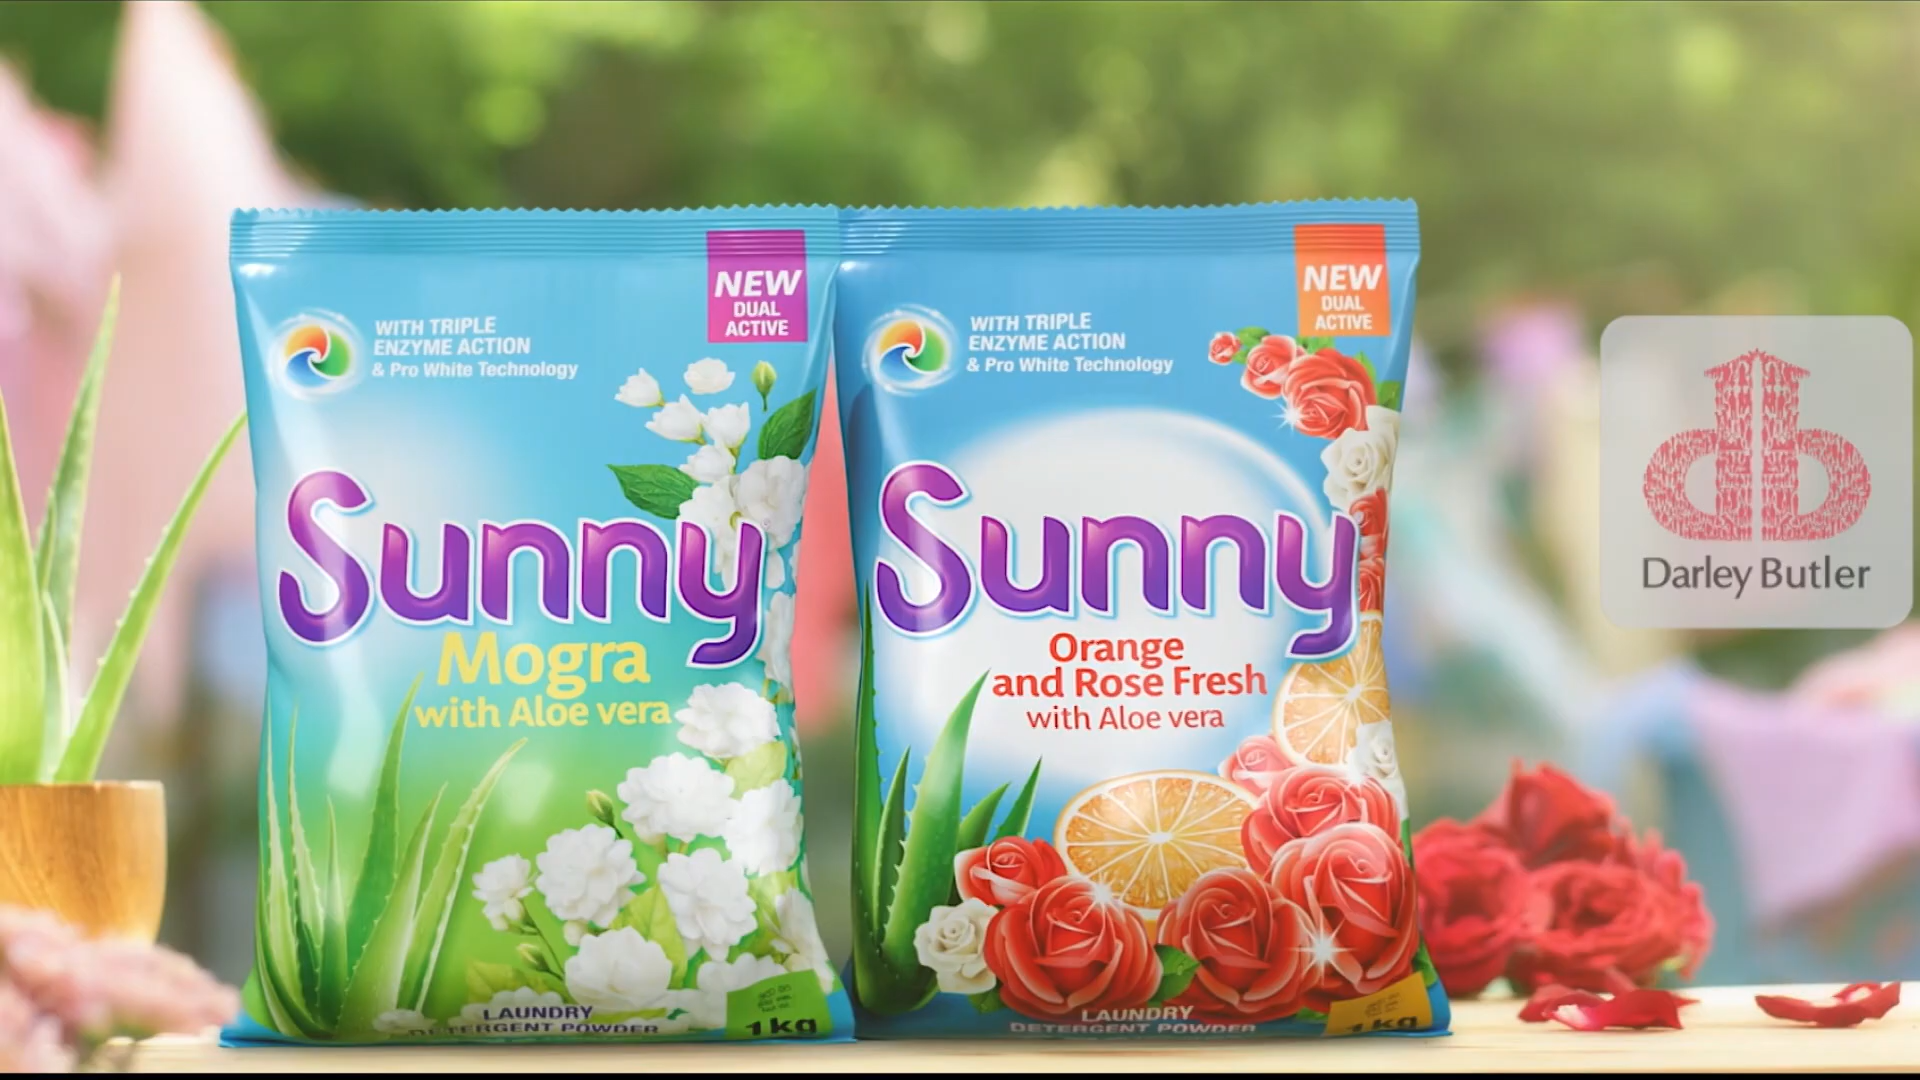 WITH TRIPLE
ENZYME ACTION
& Pro White Technology
NEW
DUAL
ACTIVE
Sunny
Mogra
with Aloe vera
LAUNDRY
DETERGENT POWDER
1kg
WITH TRIPLE
ENZYME ACTION
& Pro White Technology
NEW
DUAL
ACTIVE
Sunny
Orange
and Rose Fresh
with Aloe vera
LAUNDRY
DETERGENT POWDER
1kg
Darley Butler